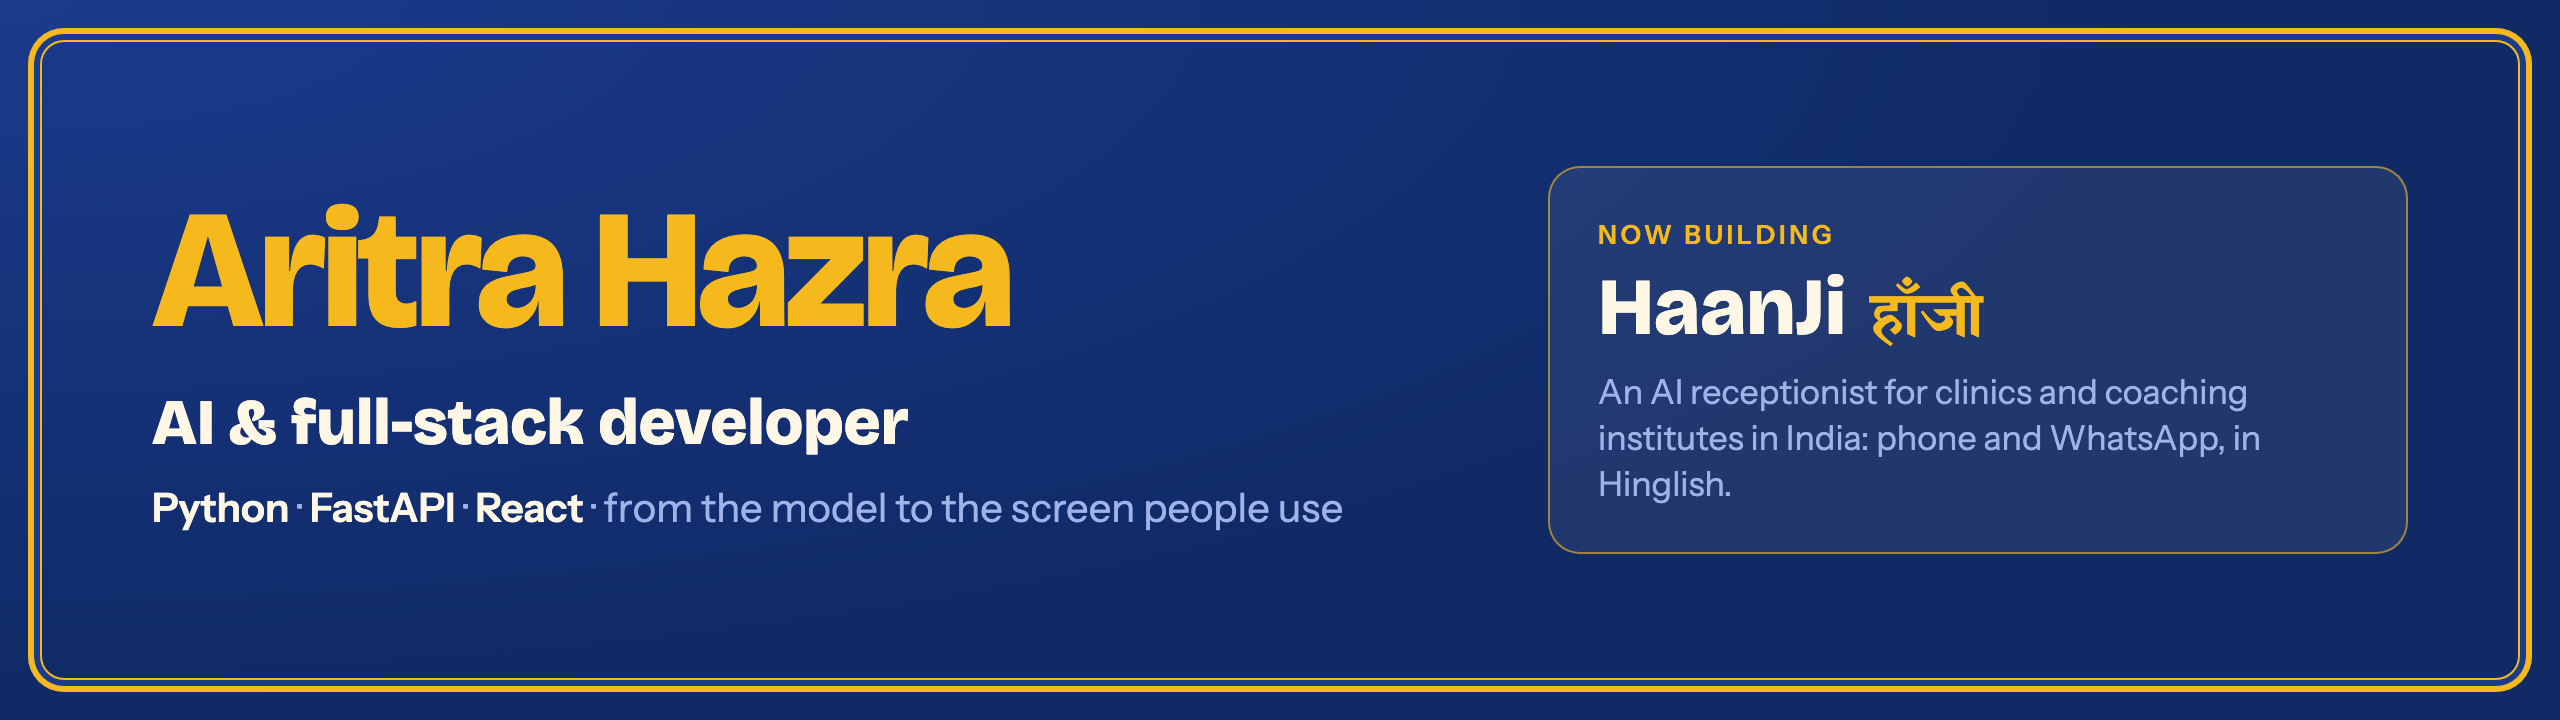 Aritra Hazra
AI & full-stack developer
Python · FastAPI · React · from the model to the screen people use
NOW BUILDING
HaanJi हाँजी
An AI receptionist for clinics and coaching
institutes in India: phone and WhatsApp, in
Hinglish.